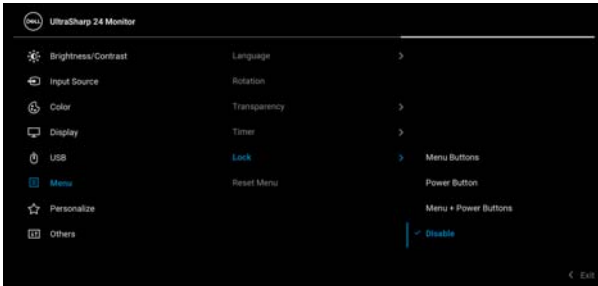 DELL
UltraSharp 24 Monitor
Brightness/Contrast
Input Source
Color
Display
USB
Menu
Personalize
Others
Language
Rotation
Transparency
Timer
Lock
Reset Menu
Menu Buttons
Power Button
Menu + Power Buttons
Disable
Exit